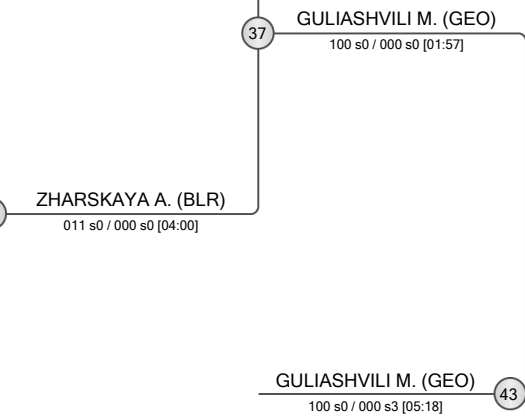 GULIASHVILI M. (GEO)
37
100 s0 / 000 s0 [01:57]
ZHARSKAYA A. (BLR)
011 s0 / 000 s0 [04:00]
GULIASHVILI M. (GEO)
43
100 s0 / 000 s3 [05:18]